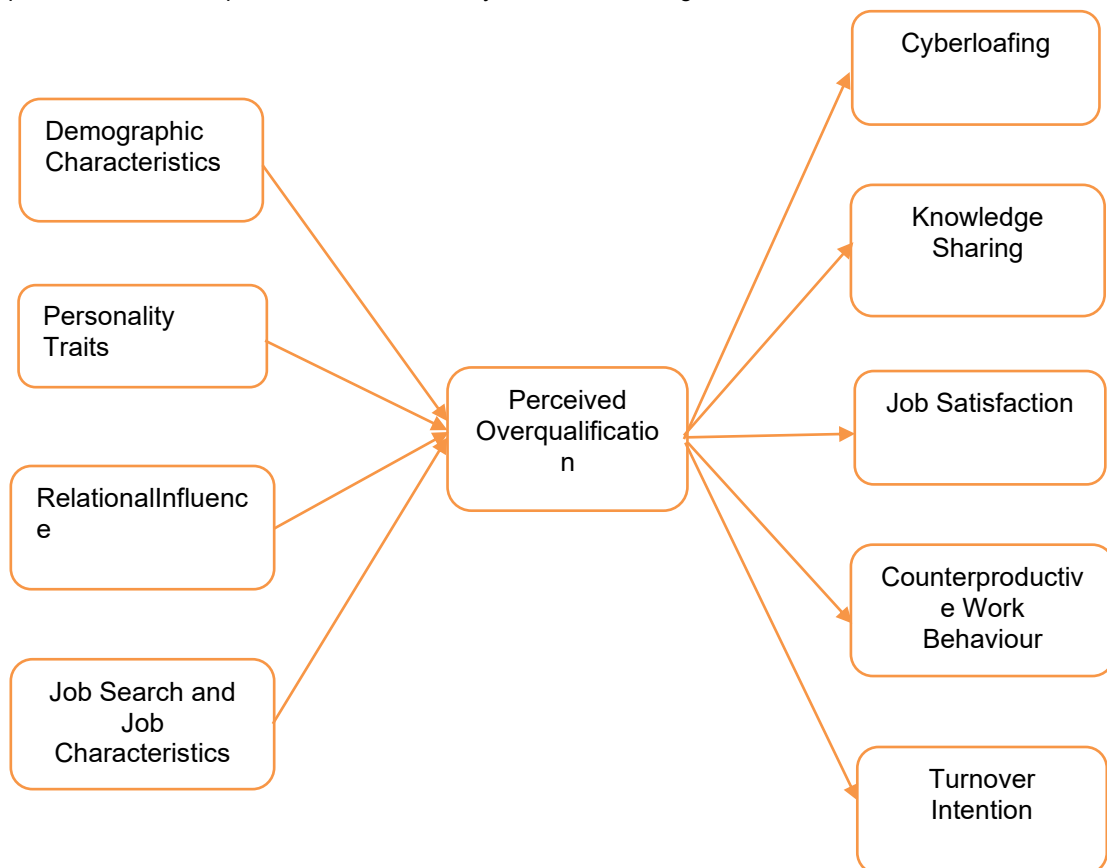 Cyberloafing
Demographic
Characteristics
Knowledge
Sharing
Personality
Traits
Perceived
Overqualificatio
n
Job Satisfaction
RelationalInfluenc
e
Counterproductiv
e Work
Behaviour
Job Search and
Job
Characteristics
Turnover
Intention